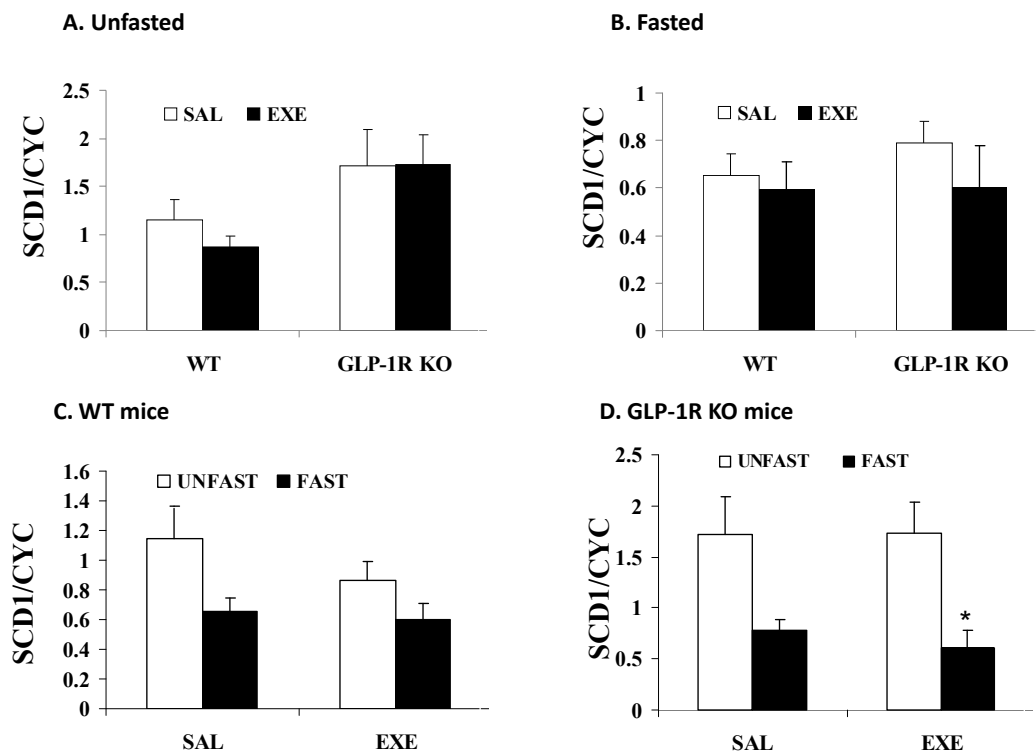 A. Unfasted
SCD1/CYC
2.5
2
1.5
1
0.5
0
SAL EXE
WT GLP-1R KO
B. Fasted
SCD1/CYC
1
0.8
0.6
0.4
0.2
0
SAL EXE
WT GLP-1R KO
C. WT mice
SCD1/CYC
1.6
1.4
1.2
1
0.8
0.6
0.4
0.2
0
UNFAST FAST
SAL EXE
D. GLP-1R KO mice
SCD1/CYC
2.5
2
1.5
1
0.5
0
UNFAST FAST
*
SAL EXE